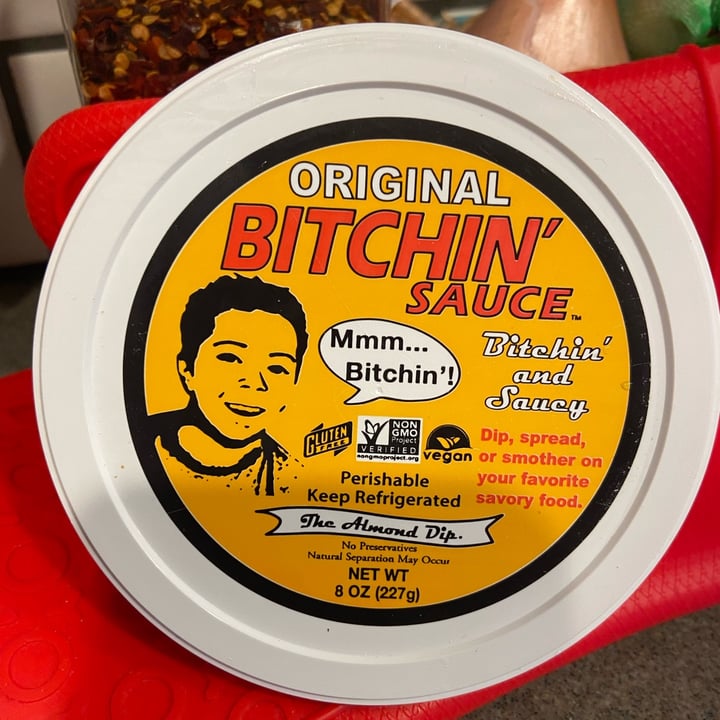 ORIGINAL
BITCHIN'
SAUCE™
Mmm...
Bitchin'!
Bitchin'
and
Saucy
GLUTEN
FREE
NON
GMO
Project
VERIFIED
nongmoproject.org
vegan
Dip, spread,
or smother on
your favorite
savory food.
Perishable
Keep Refrigerated
The Almond Dip.
No Preservatives
Natural Separation May Occur
NET WT
8 OZ (227g)